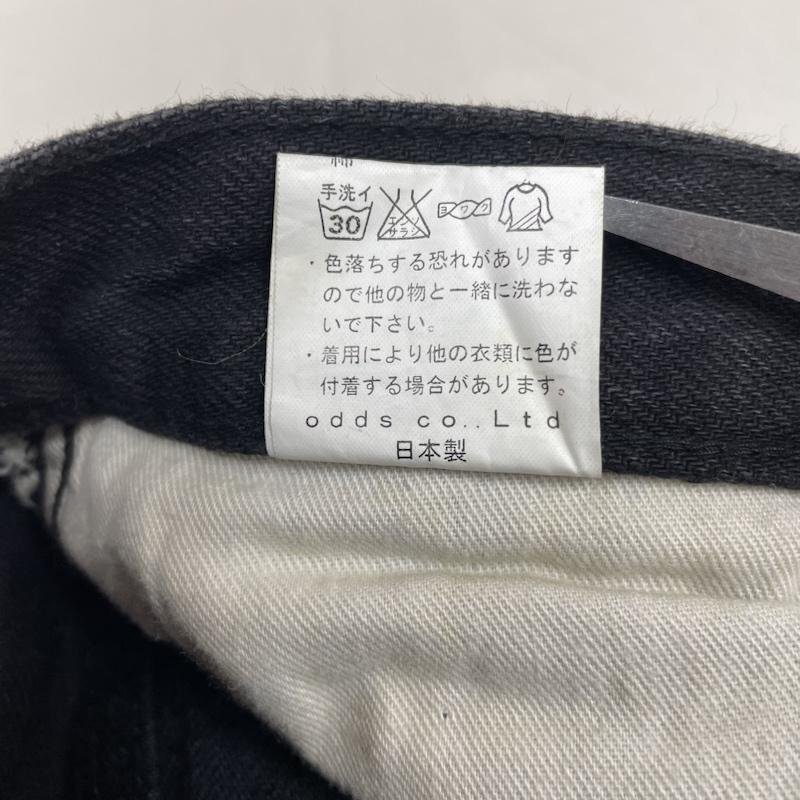 綿
手洗イ
30 エンソ サラシ ヨワク
・色落ちする恐れがあります
ので他の物と一緒に洗わな
いで下さい。
・着用により他の衣類に色が
付着する場合があります。
odds co.,Ltd
日本製